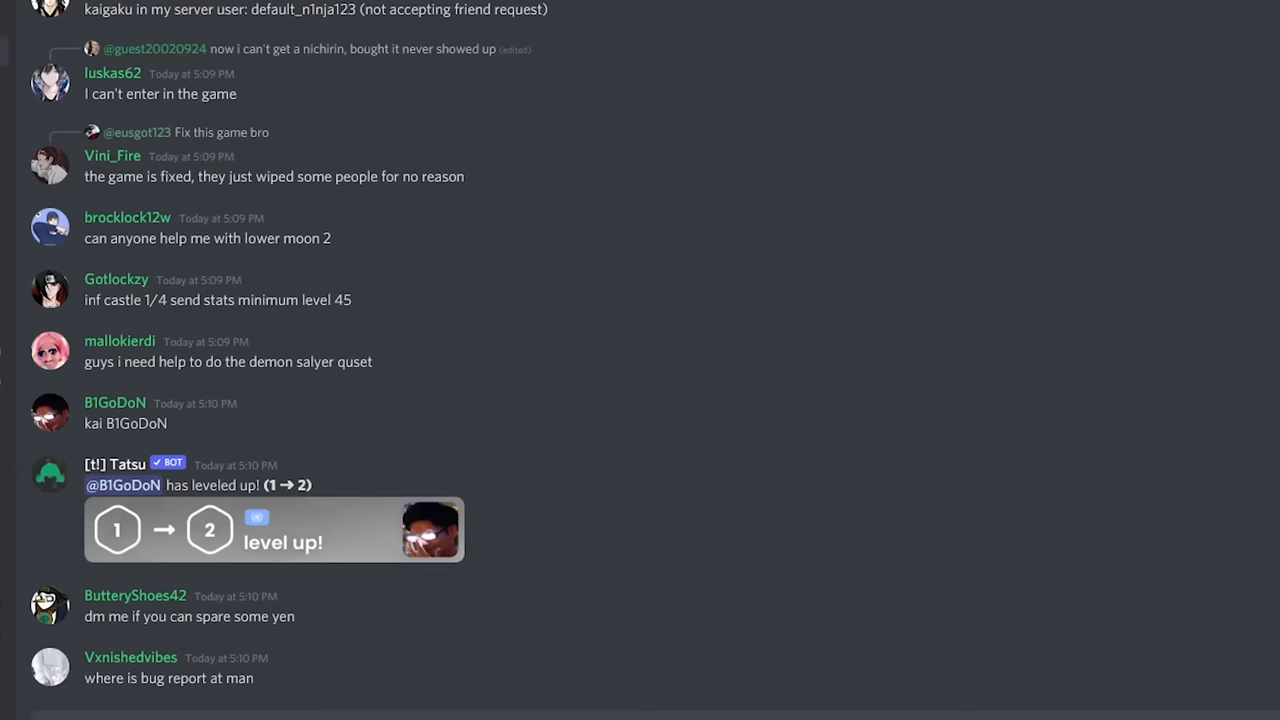 kaigaku in my server user: default_n1nja123 (not accepting friend request)
@guest20020924 now i can't get a nichirin, bought it never showed up (edited)
luskas62 Today at 5:09 PM
I can't enter in the game
@eusgot123 Fix this game bro
Vini_Fire Today at 5:09 PM
the game is fixed, they just wiped some people for no reason
brocklock12w Today at 5:09 PM
can anyone help me with lower moon 2
Gotlockzy Today at 5:09 PM
inf castle 1/4 send stats minimum level 45
mallokierdi Today at 5:09 PM
guys i need help to do the demon salyer quset
B1GoDoN Today at 5:10 PM
kai B1GoDoN
[t!] Tatsu ✓ BOT Today at 5:10 PM
@B1GoDoN has leveled up! (1 → 2)
1 → 2 level up!
ButteryShoes42 Today at 5:10 PM
dm me if you can spare some yen
Vxnishedvibes Today at 5:10 PM
where is bug report at man